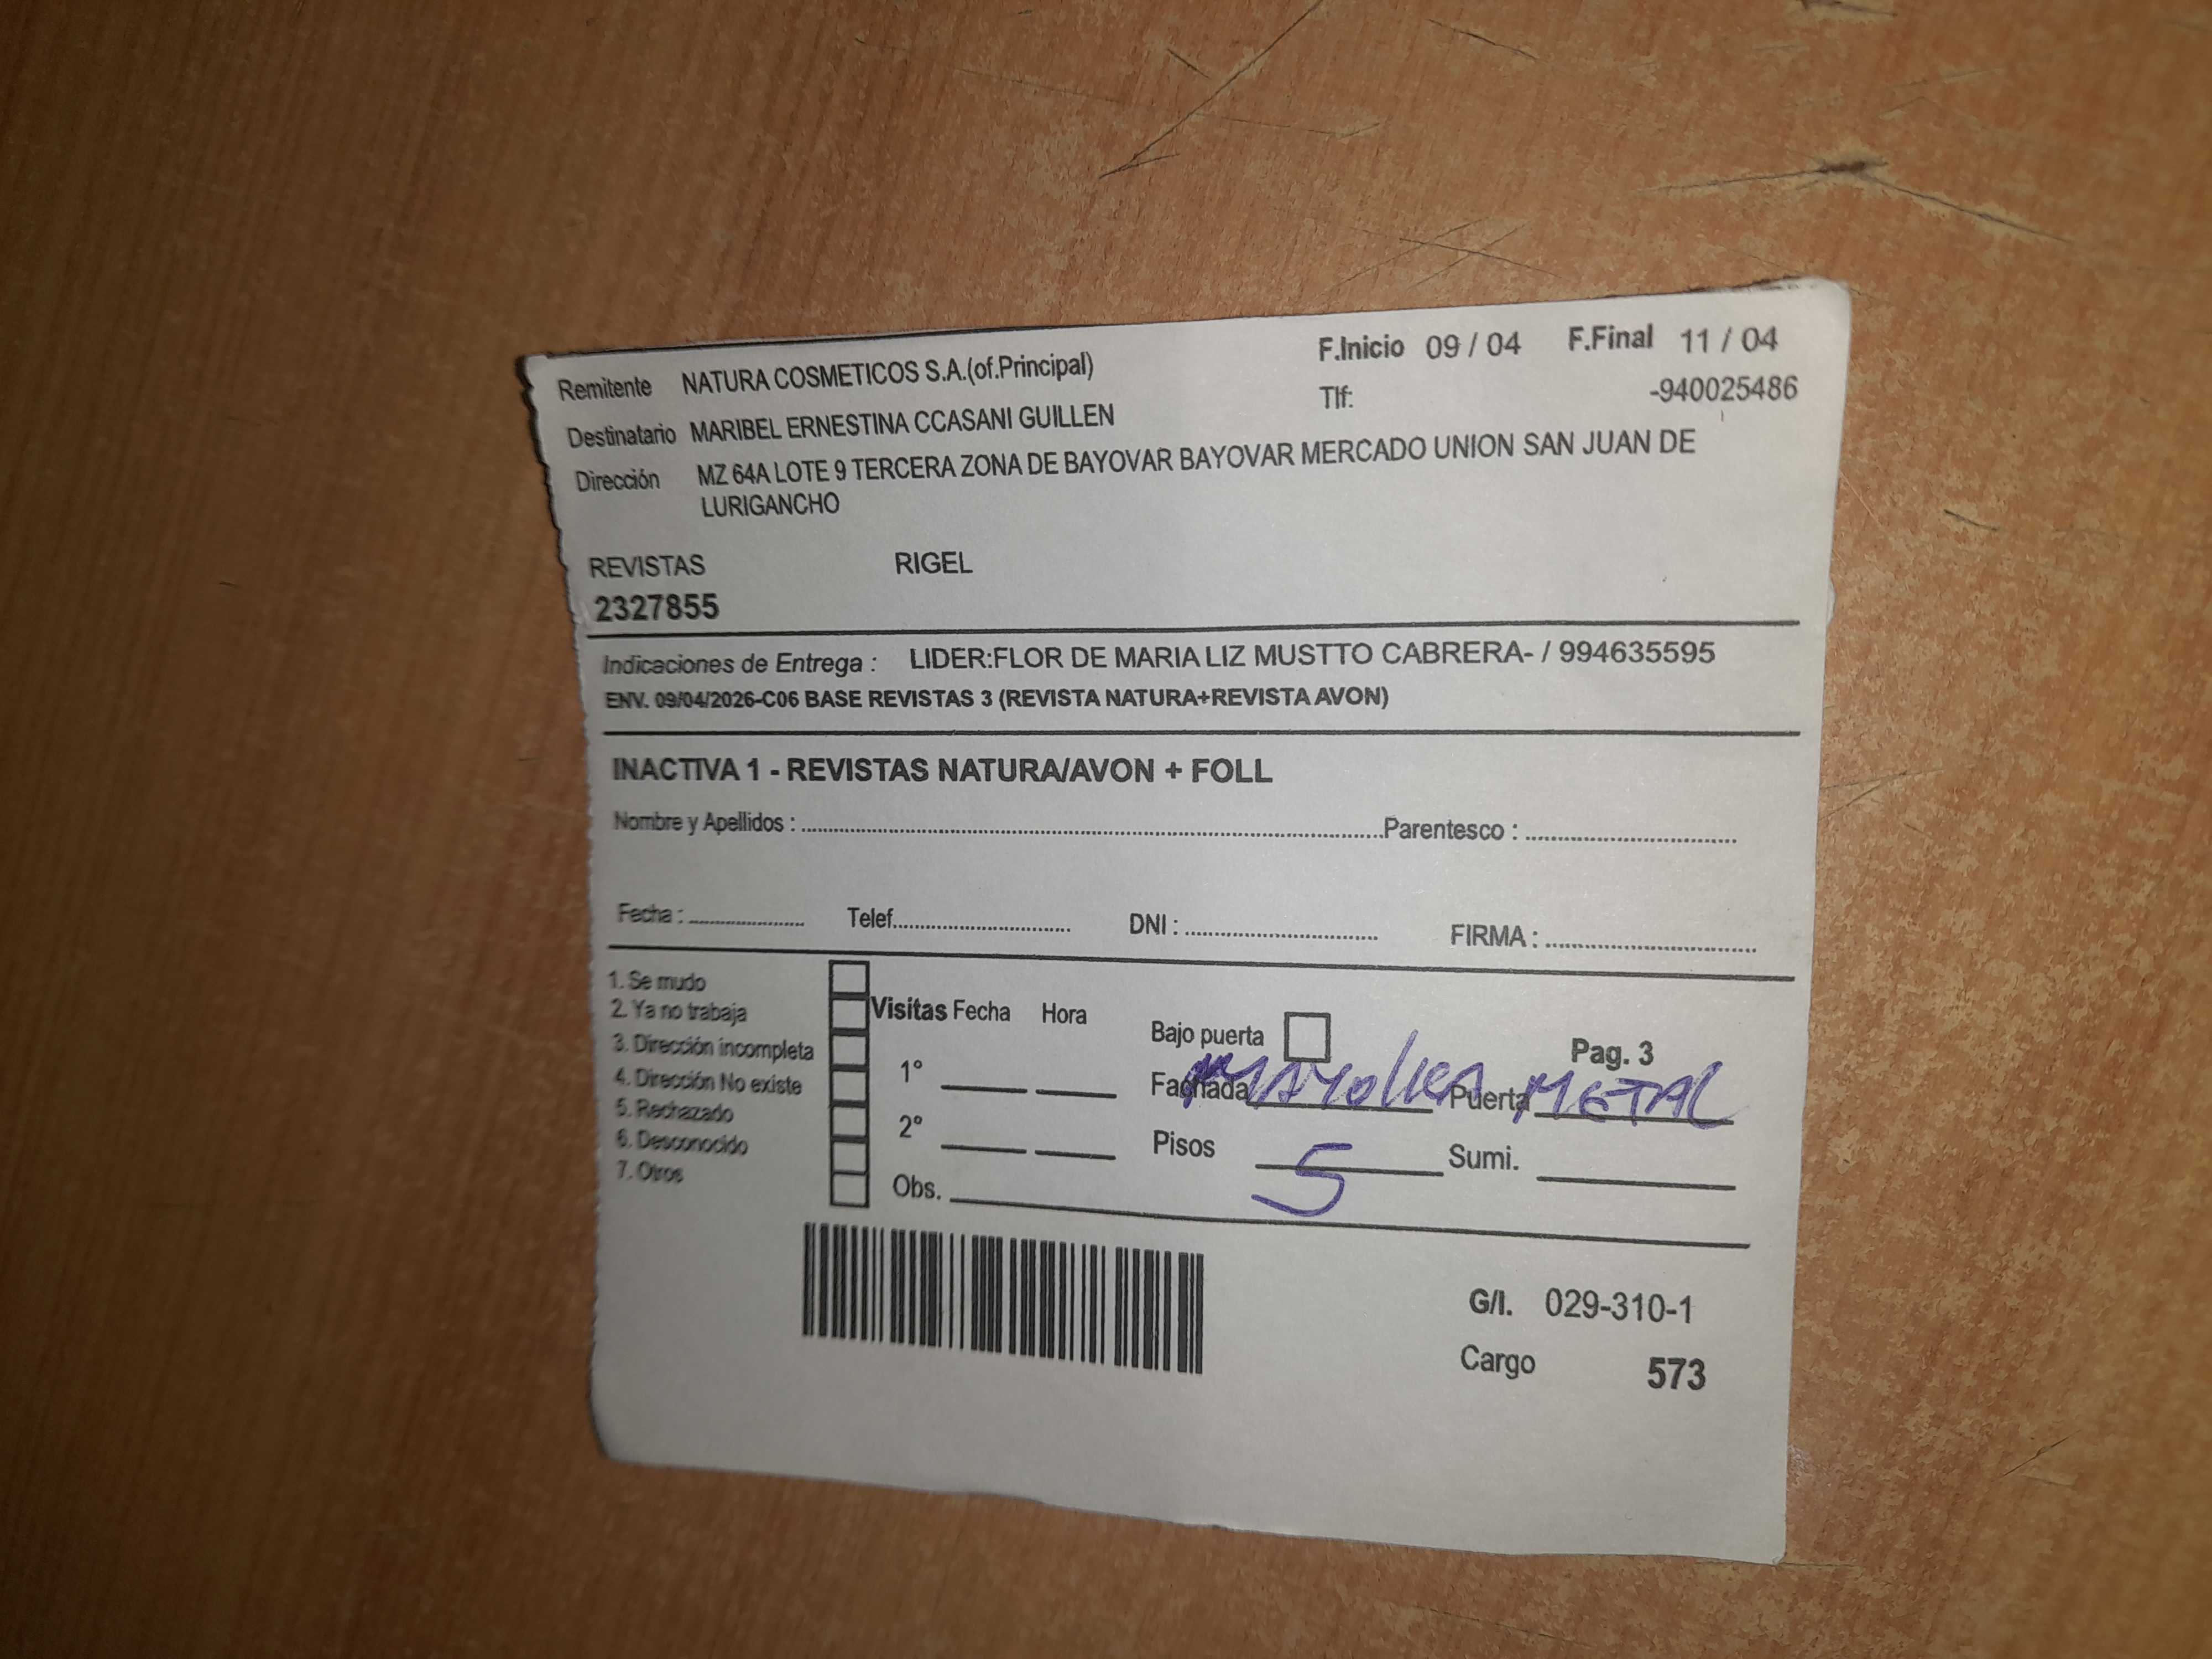 Remitente NATURA COSMETICOS S.A.(of.Principal) F.Inicio 09 / 04 F.Final 11 / 04
Destinatario MARIBEL ERNESTINA CCASANI GUILLEN Tlf: -940025486
Dirección MZ 64A LOTE 9 TERCERA ZONA DE BAYOVAR BAYOVAR MERCADO UNION SAN JUAN DE
LURIGANCHO
REVISTAS RIGEL
2327855
Indicaciones de Entrega : LIDER:FLOR DE MARIA LIZ MUSTTO CABRERA- / 994635595
ENV. 09/04/2026-C06 BASE REVISTAS 3 (REVISTA NATURA+REVISTA AVON)
INACTIVA 1 - REVISTAS NATURA/AVON + FOLL
Nombre y Apellidos : Parentesco :
Fecha : Telef. DNI : FIRMA :
1. Se mudo
2. Ya no trabaja
3. Dirección incompleta
4. Dirección No existe
5. Rechazado
6. Desconocido
7. Otros
Visitas Fecha Hora
1°
2°
Obs.
Bajo puerta Pag. 3
Fachada MAYOLICA Puerta METAL
Pisos 5 Sumi.
G/I. 029-310-1
Cargo 573